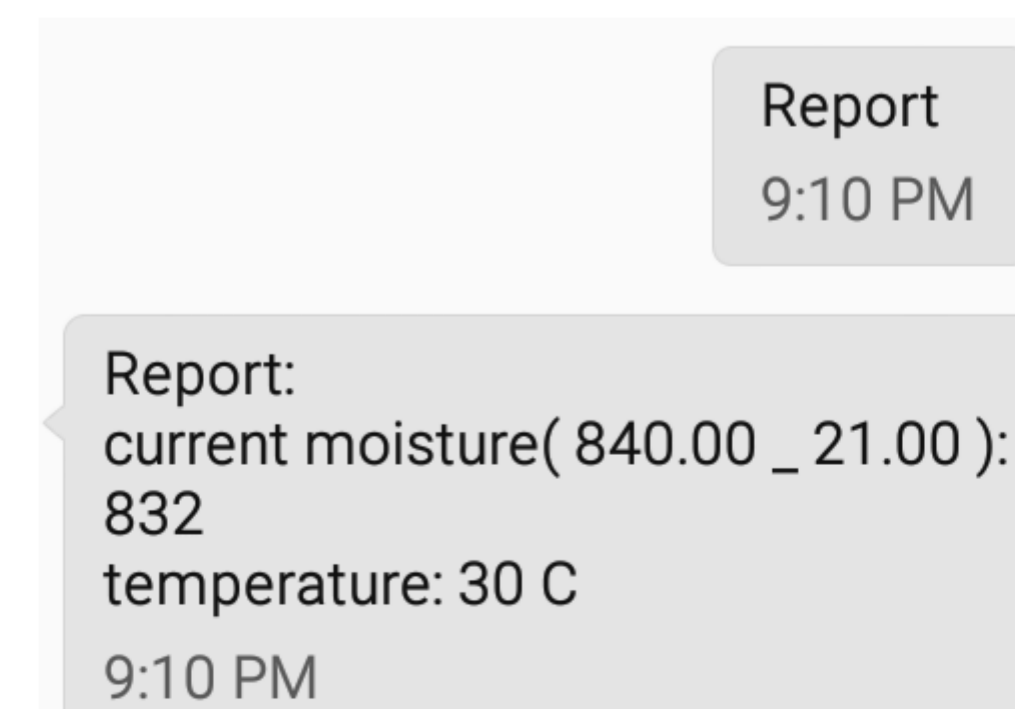 Report
9:10 PM
Report:
current moisture( 840.00 _ 21.00 ):
832
temperature: 30 C
9:10 PM